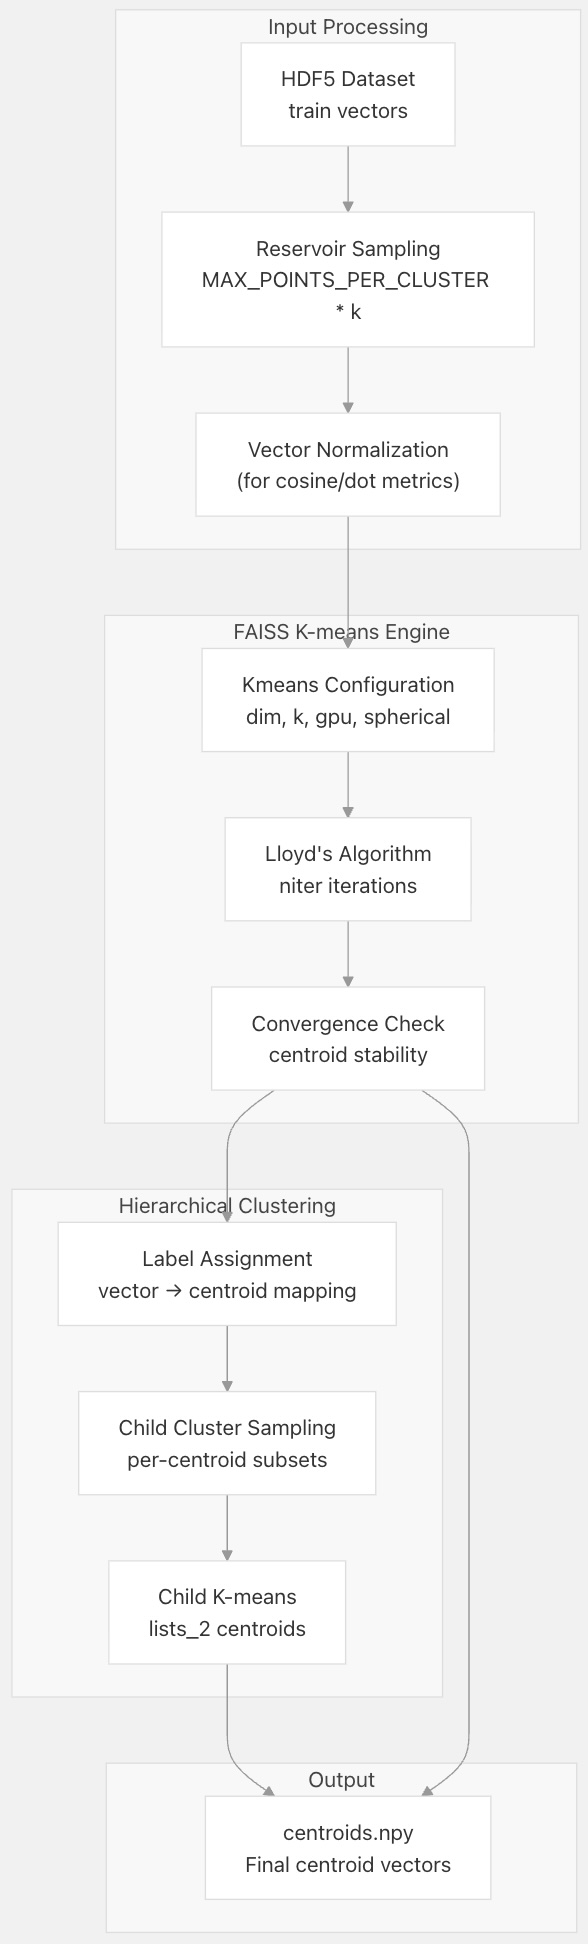 Input Processing
HDF5 Dataset
train vectors
Reservoir Sampling
MAX_POINTS_PER_CLUSTER
* k
Vector Normalization
(for cosine/dot metrics)
FAISS K-means Engine
Kmeans Configuration
dim, k, gpu, spherical
Lloyd's Algorithm
niter iterations
Convergence Check
centroid stability
Hierarchical Clustering
Label Assignment
vector → centroid mapping
Child Cluster Sampling
per-centroid subsets
Child K-means
lists_2 centroids
Output
centroids.npy
Final centroid vectors